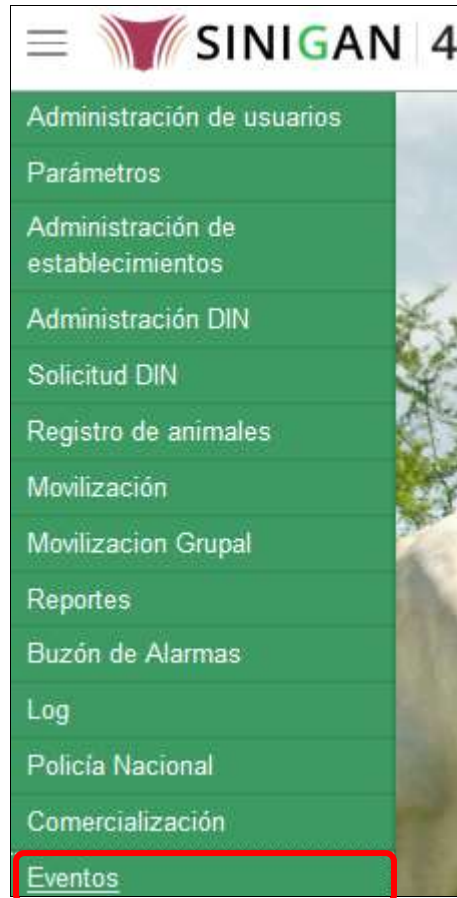 SINIGAN 4
Administración de usuarios
Parámetros
Administración de
establecimientos
Administración DIN
Solicitud DIN
Registro de animales
Movilización
Movilizacion Grupal
Reportes
Buzón de Alarmas
Log
Policía Nacional
Comercialización
Eventos